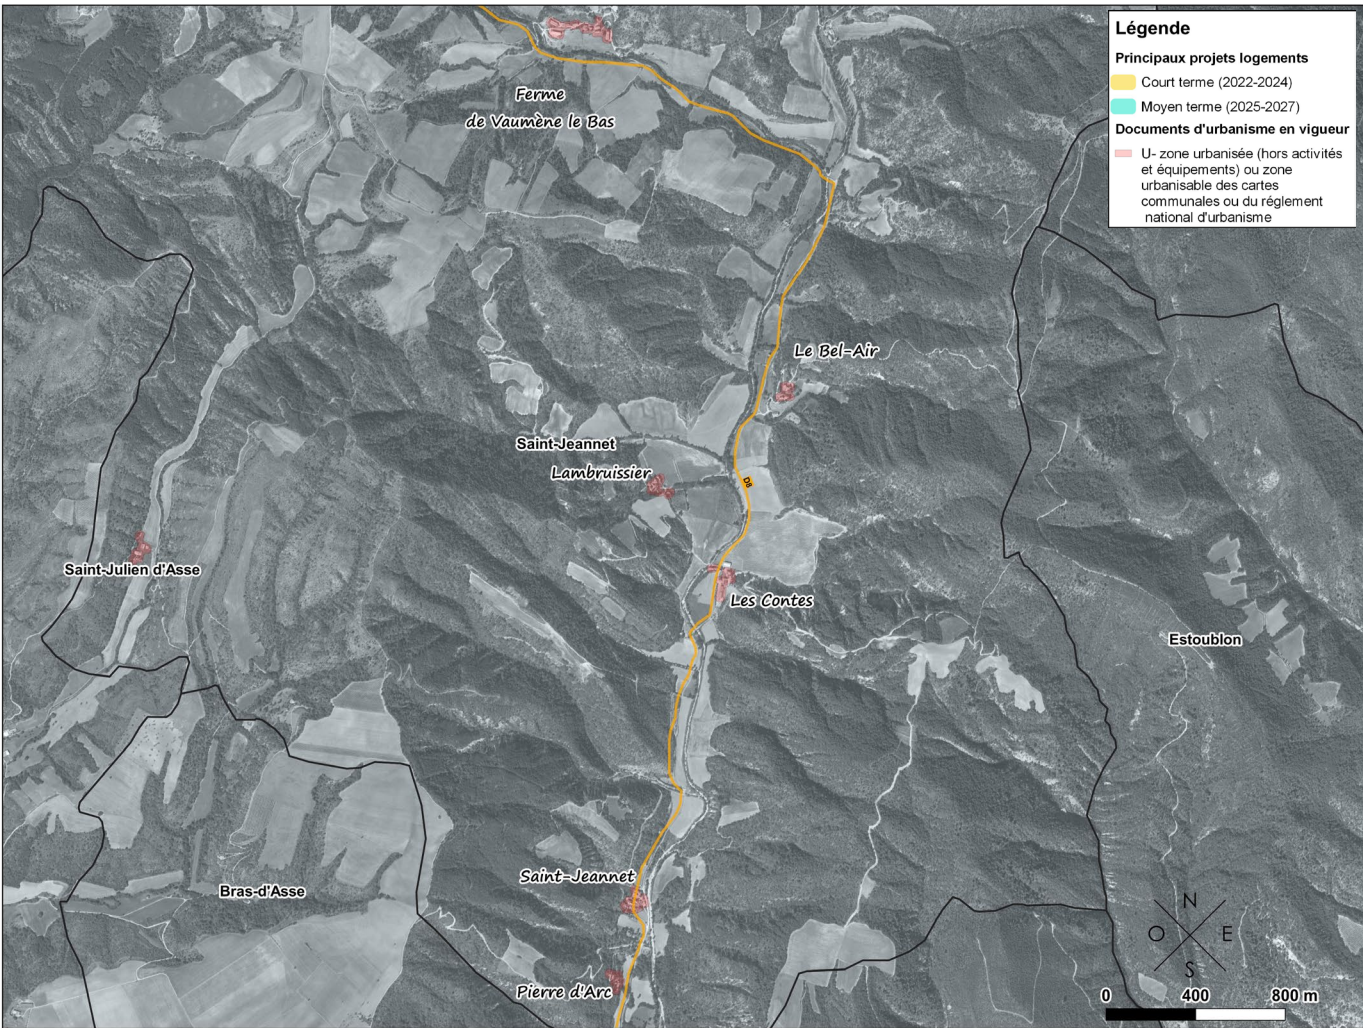 Légende
Principaux projets logements
Court terme (2022-2024)
Moyen terme (2025-2027)
Documents d'urbanisme en vigueur
U- zone urbanisée (hors activités
et équipements) ou zone
urbanisable des cartes
communales ou du réglement
national d'urbanisme
Ferme
de Vaumène le Bas
Le Bel-Air
Saint-Jeannet
Lambruissier
D8
Saint-Julien d'Asse
Les Contes
Estoublon
Saint-Jeannet
Bras-d'Asse
Pierre d'Arc
N
O E
S
0 400 800 m